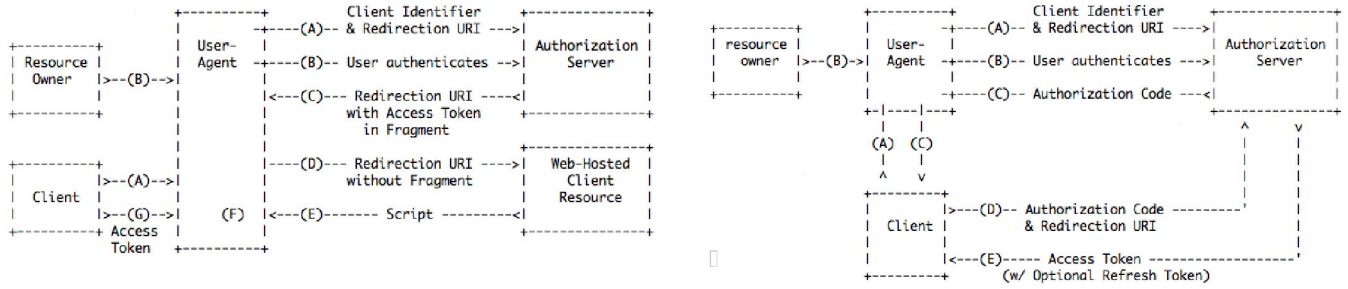 Client Identifier
(A) & Redirection URI
User-
Agent
Authorization
Server
Resource
Owner
(B)
(B) User authenticates
(C) Redirection URI
with Access Token
in Fragment
(D) Redirection URI
without Fragment
Web-Hosted
Client
Resource
Client
(A)
(G)
Access
Token
(F)
(E) Script
Client Identifier
(A) & Redirection URI
resource
owner
(B)
User-
Agent
Authorization
Server
(B) User authenticates
(C) Authorization Code
(A) (C)
Client
(D) Authorization Code
& Redirection URI
(E) Access Token
(w/ Optional Refresh Token)